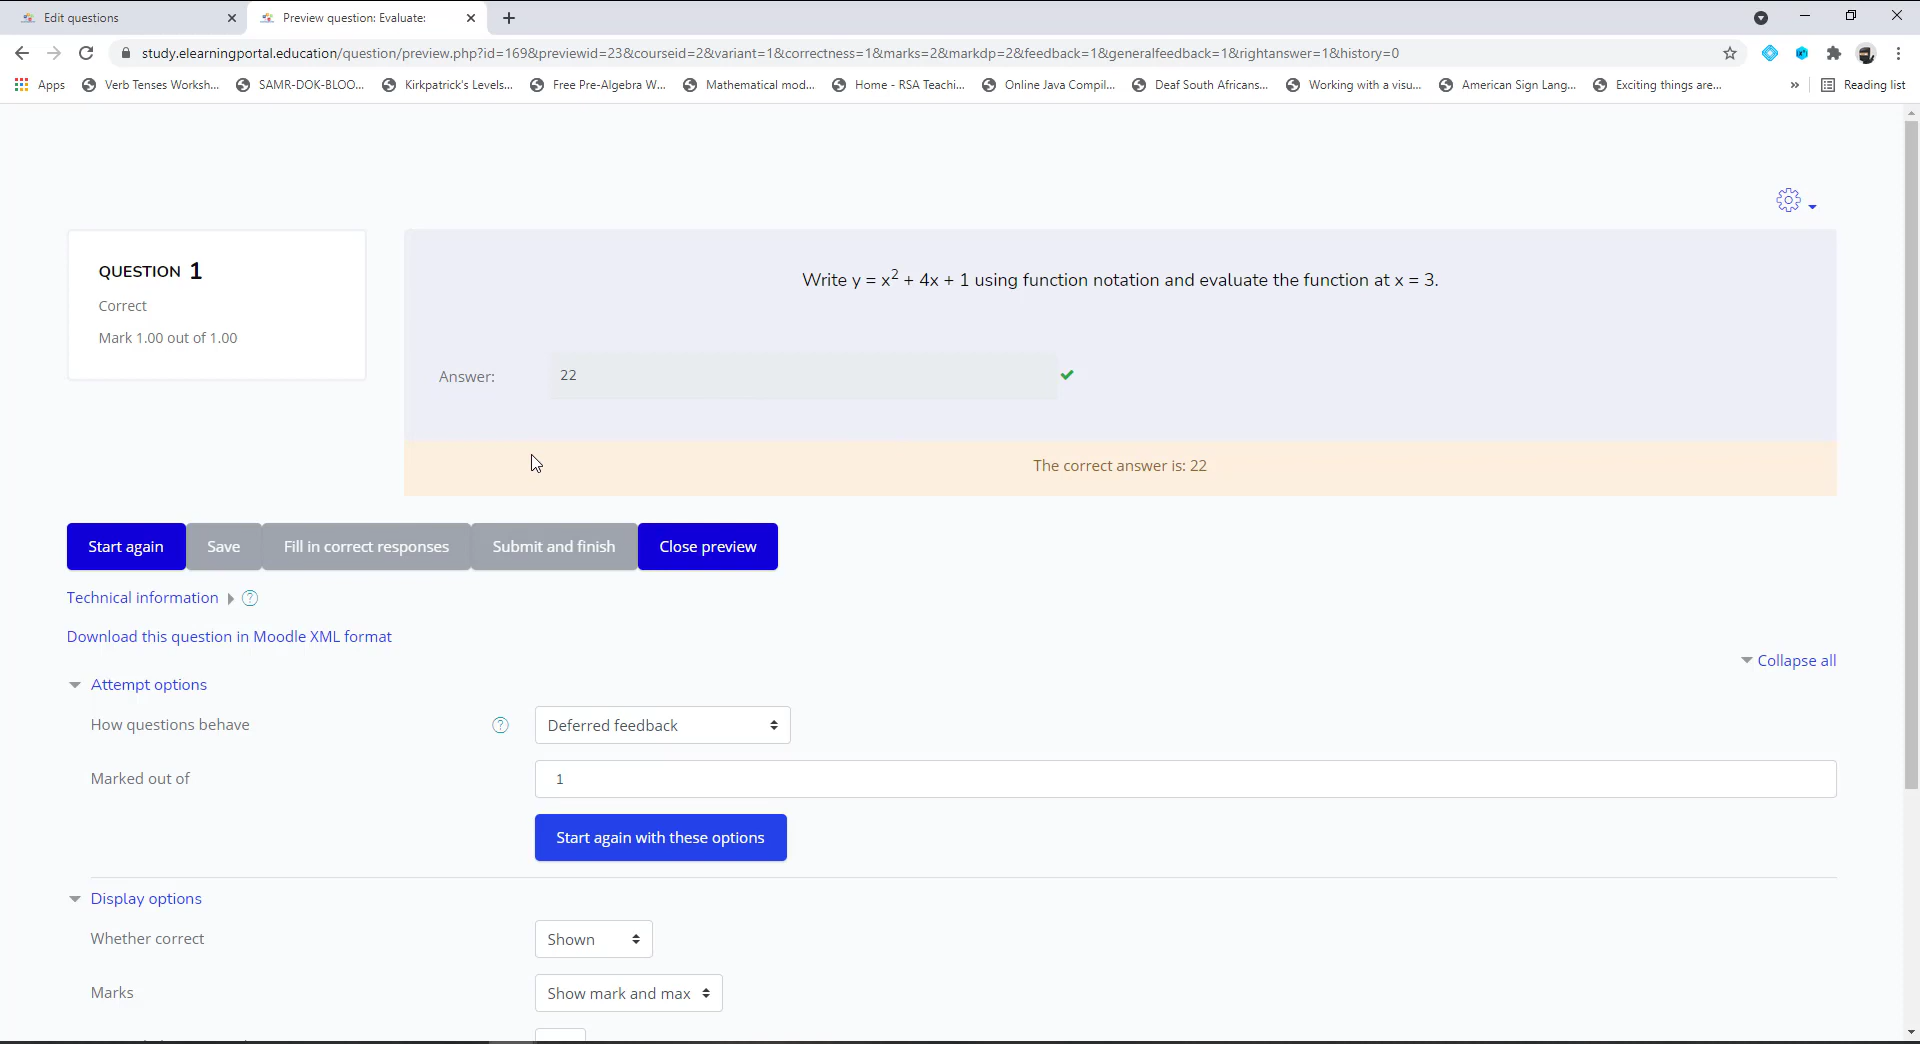 Edit questions
Preview question: Evaluate:
study.elearningportal.education/question/preview.php?id=169&previewid=23&courseid=2&variant=1&correctness=1&marks=2&markdp=2&feedback=1&generalfeedback=1&rightanswer=1&history=0
Apps
Verb Tenses Worksh...
SAMR-DOK-BLOO...
Kirkpatrick's Levels...
Free Pre-Algebra W...
Mathematical mod...
Home - RSA Teachi...
Online Java Compil...
Deaf South Africans...
Working with a visu...
American Sign Lang...
Exciting things are...
»
Reading list
QUESTION 1
Correct
Mark 1.00 out of 1.00
Write y = x² + 4x + 1 using function notation and evaluate the function at x = 3.
Answer:
22
The correct answer is: 22
Start again
Save
Fill in correct responses
Submit and finish
Close preview
Technical information
Download this question in Moodle XML format
Collapse all
Attempt options
How questions behave
Deferred feedback
Marked out of
1
Start again with these options
Display options
Whether correct
Shown
Marks
Show mark and max